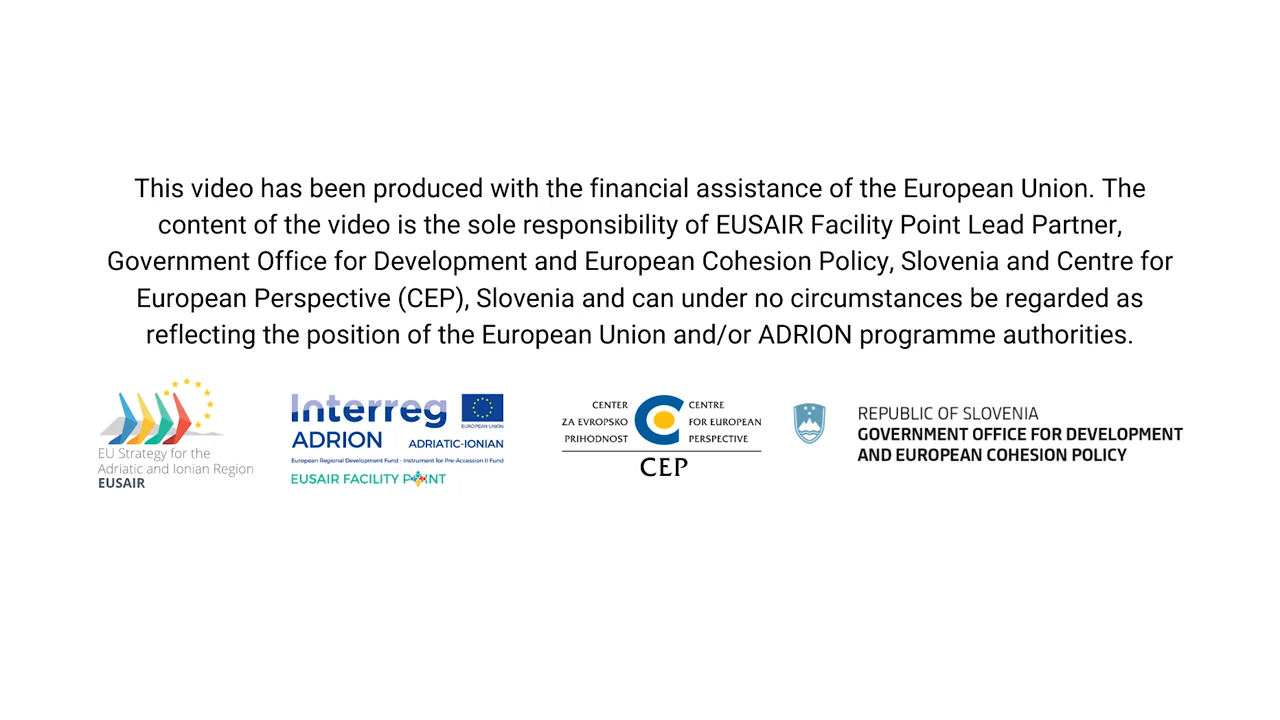 This video has been produced with the financial assistance of the European Union. The
content of the video is the sole responsibility of EUSAIR Facility Point Lead Partner,
Government Office for Development and European Cohesion Policy, Slovenia and Centre for
European Perspective (CEP), Slovenia and can under no circumstances be regarded as
reflecting the position of the European Union and/or ADRION programme authorities.
EU Strategy for the
Adriatic and Ionian Region
EUSAIR
Interreg
EUROPEAN UNION
ADRION ADRIATIC-IONIAN
European Regional Development Fund - Instrument for Pre-Accession II Fund
EUSAIR FACILITY POINT
CENTER
ZA EVROPSKO
PRIHODNOST
CENTRE
FOR EUROPEAN
PERSPECTIVE
CEP
REPUBLIC OF SLOVENIA
GOVERNMENT OFFICE FOR DEVELOPMENT
AND EUROPEAN COHESION POLICY